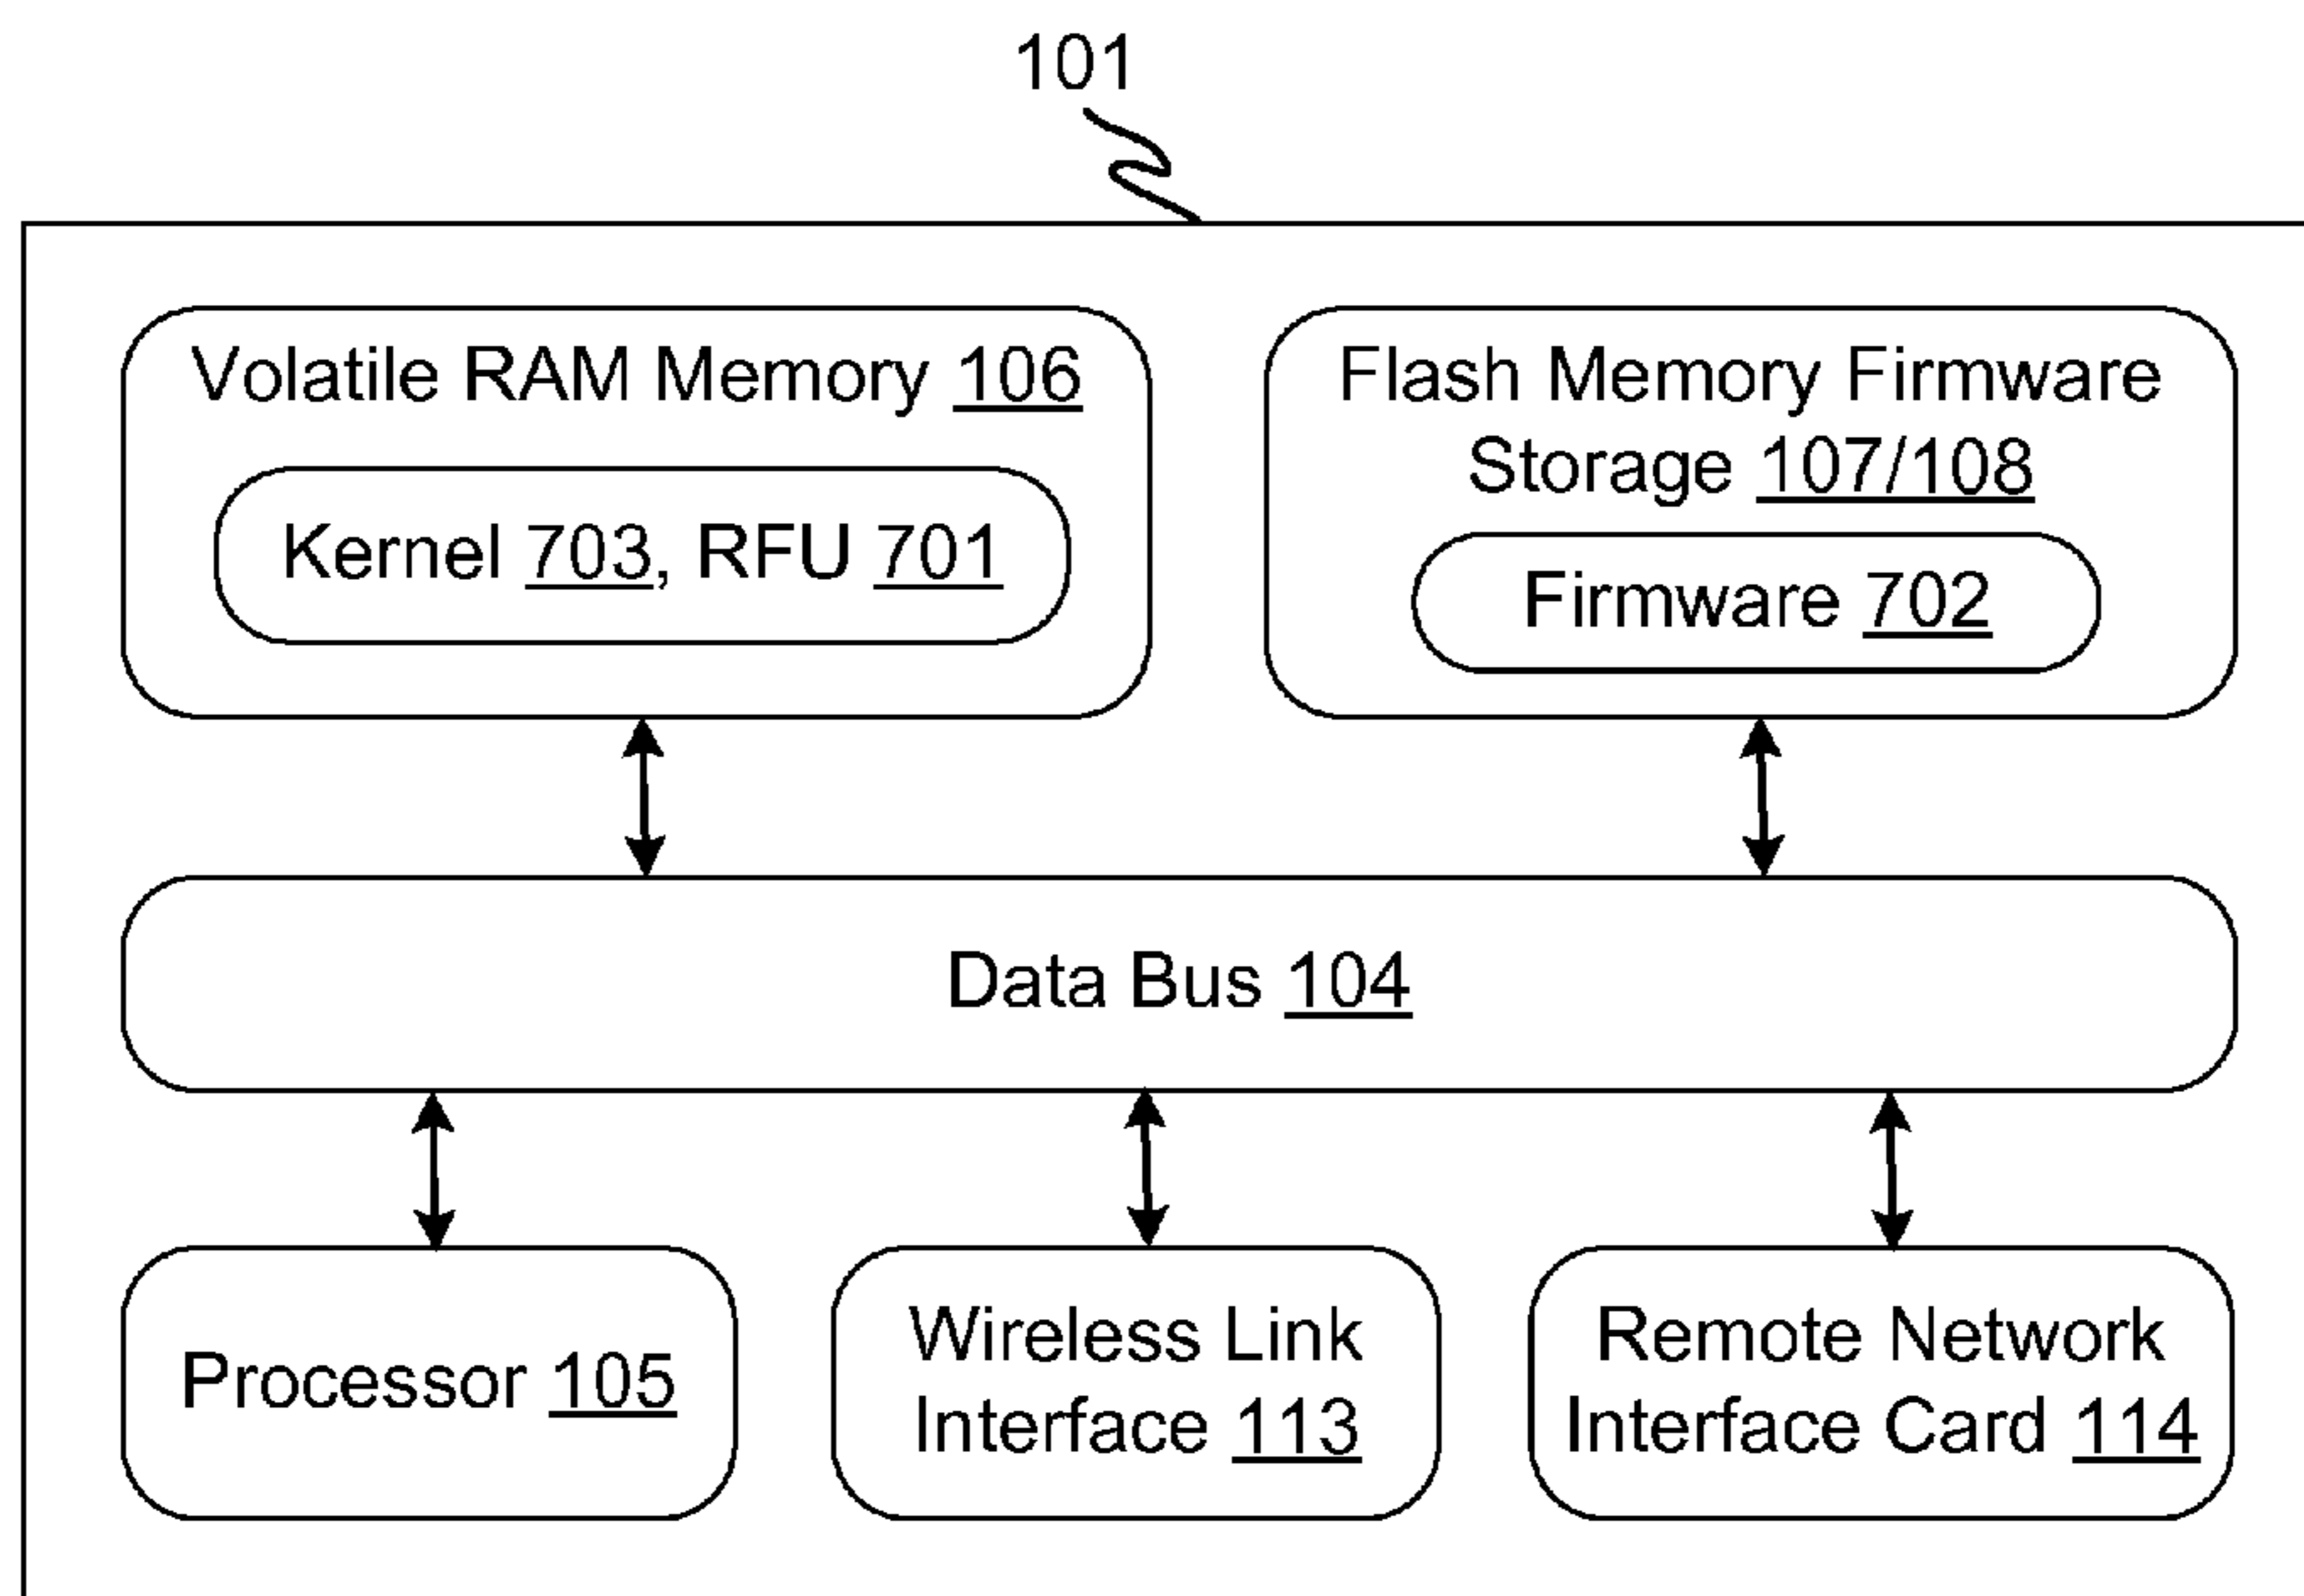 101
Volatile RAM Memory 106
Kernel 703, RFU 701
Flash Memory Firmware
Storage 107/108
Firmware 702
Data Bus 104
Processor 105
Wireless Link
Interface 113
Remote Network
Interface Card 114